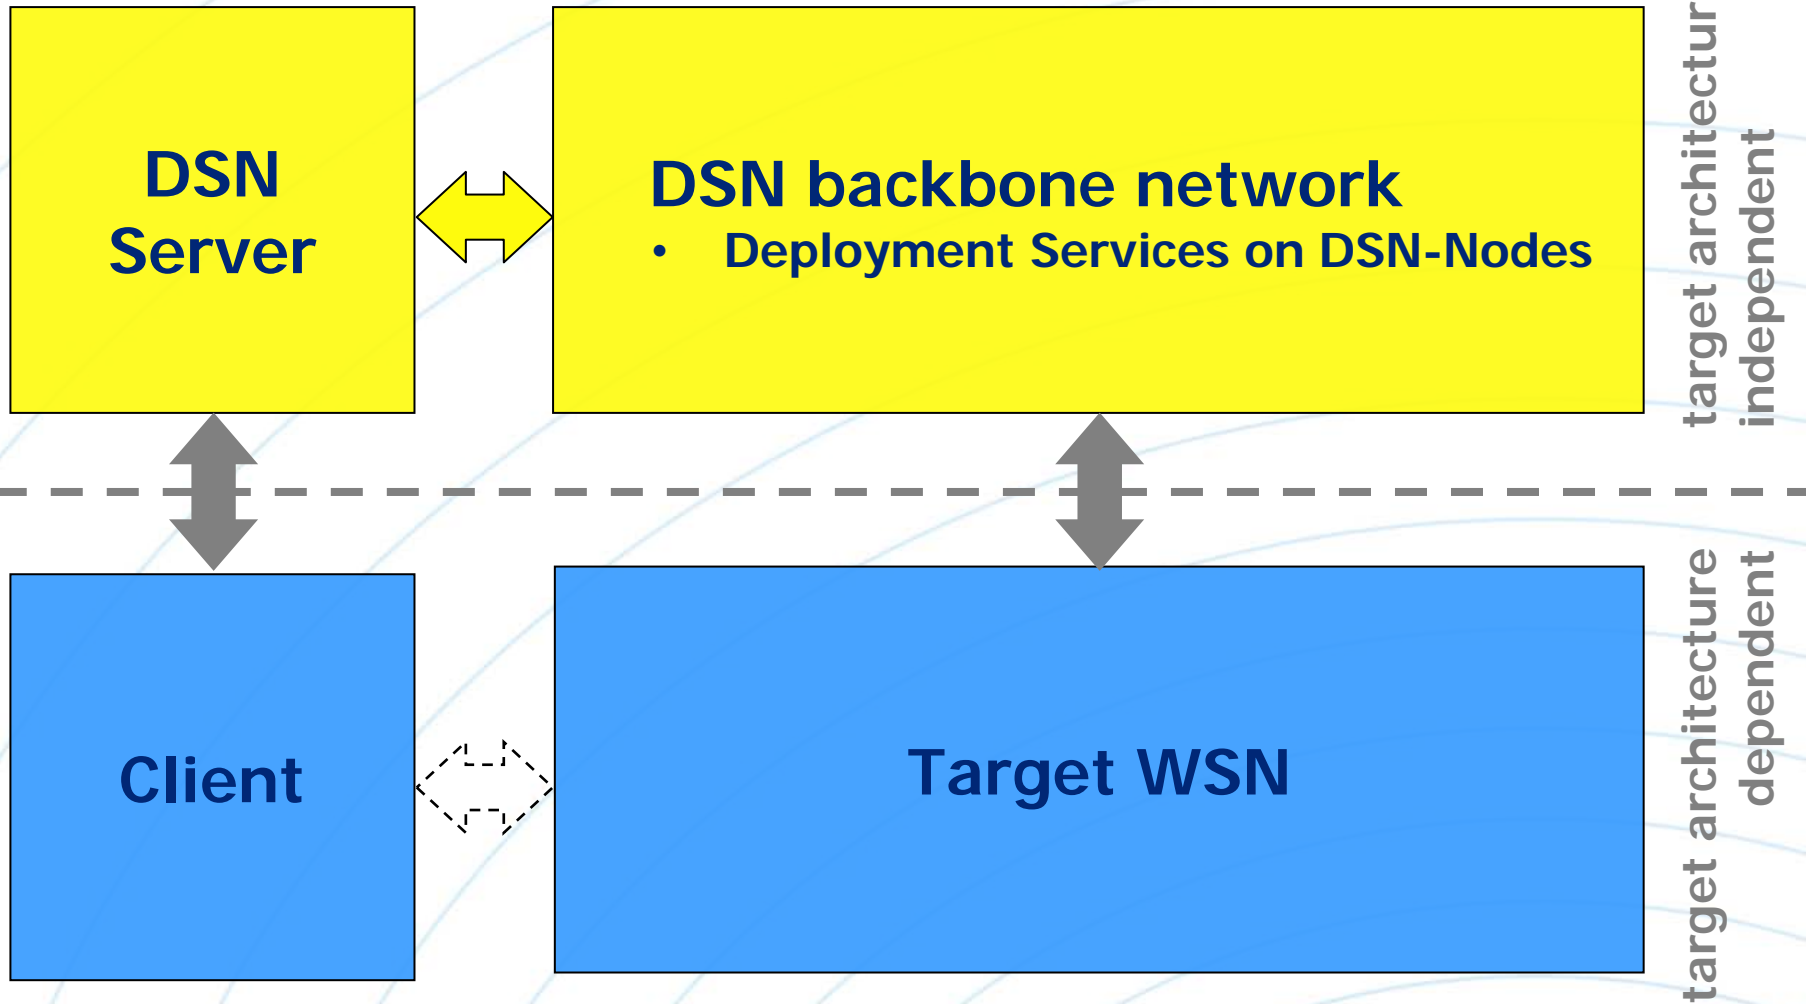 DSN
Server
DSN backbone network
• Deployment Services on DSN-Nodes
target architectur
independent
Client
Target WSN
target architecture
dependent